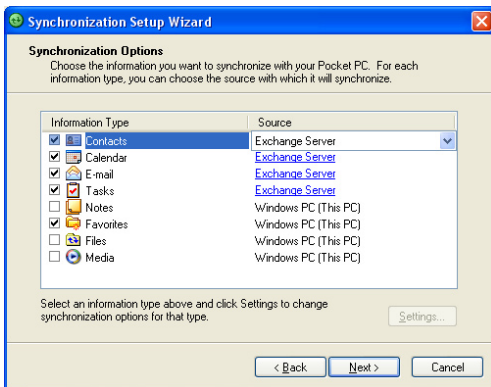 Synchronization Setup Wizard
Synchronization Options
Choose the information you want to synchronize with your Pocket PC. For each
information type, you can choose the source with which it will synchronize.
Information Type Source
Contacts Exchange Server
Calendar Exchange Server
E-mail Exchange Server
Tasks Exchange Server
Notes Windows PC (This PC)
Favorites Windows PC (This PC)
Files Windows PC (This PC)
Media Windows PC (This PC)
Select an information type above and click Settings to change
synchronization options for that type.
Settings...
< Back Next > Cancel